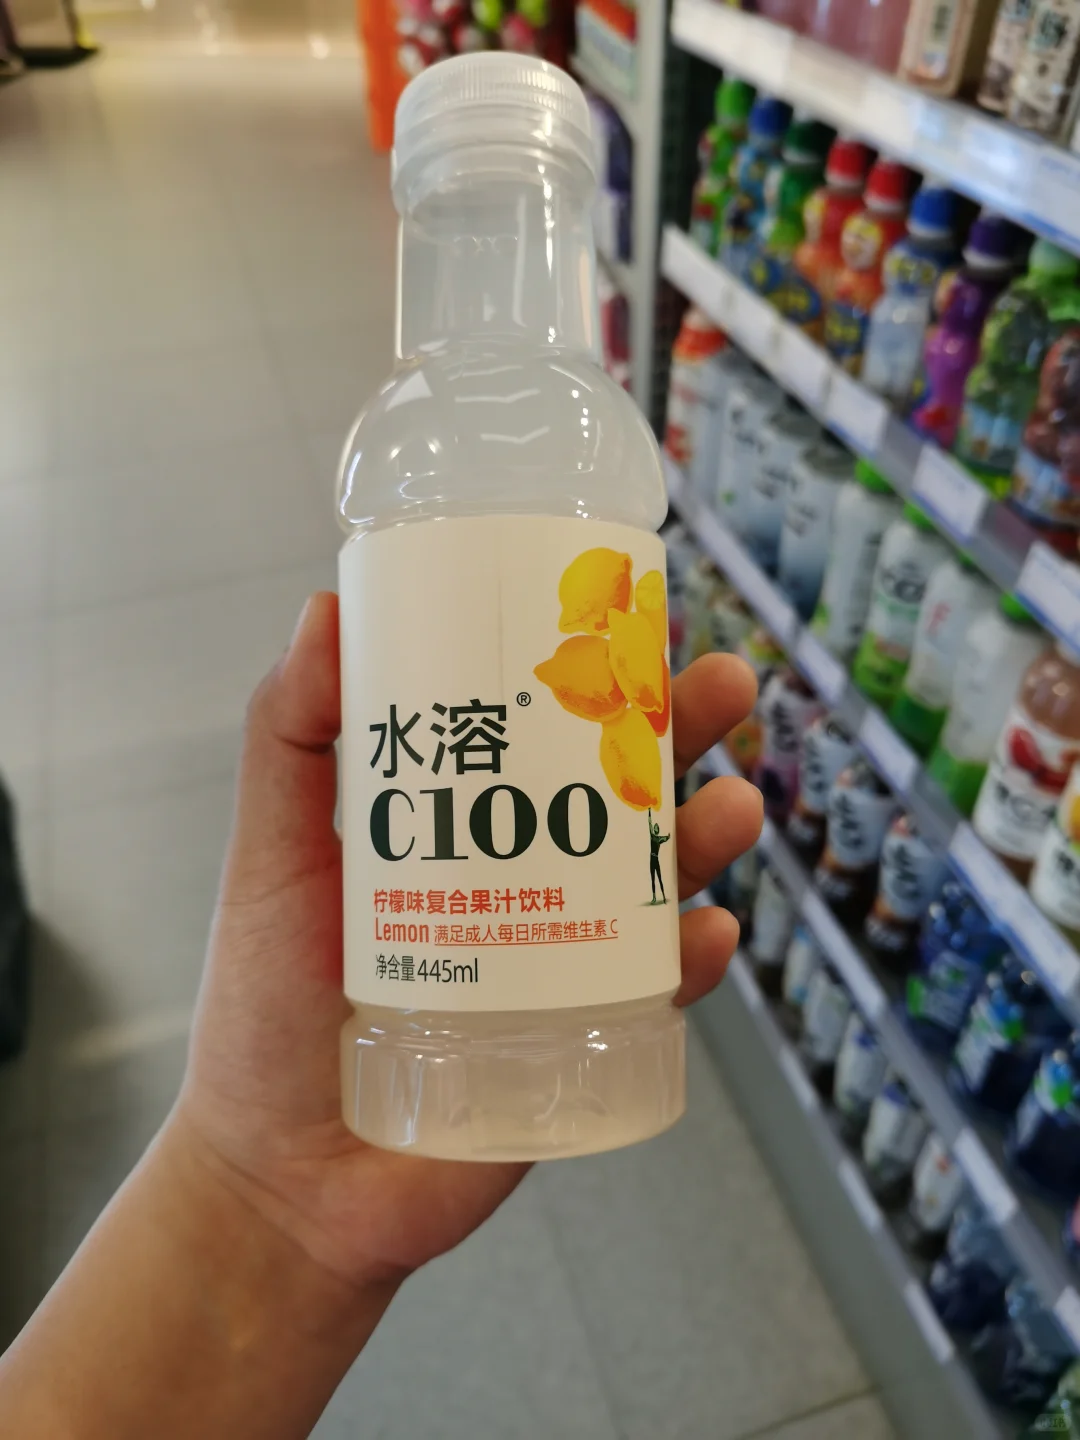 水溶®
C100
柠檬味复合果汁饮料
Lemon 满足成人每日所需维生素C
净含量445ml